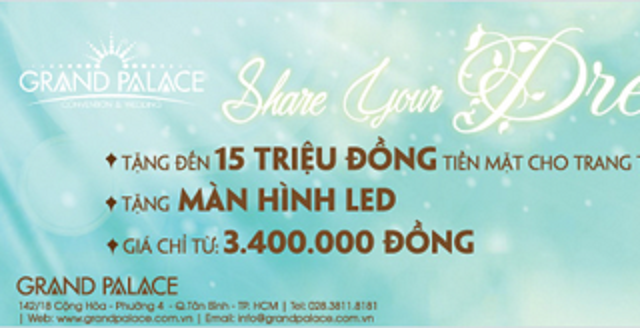 GRAND PALACE
CONVENTION & WEDDING
Share Your Dre
TẶNG ĐẾN 15 TRIỆU ĐỒNG TIỀN MẶT CHO TRANG T
TẶNG MÀN HÌNH LED
GIÁ CHỈ TỪ: 3.400.000 ĐỒNG
GRAND PALACE
142/18 Cộng Hòa - Phường 4 - Q.Tân Bình - TP. HCM | Tel: 028.3811.8181
| Web: www.grandpalace.com.vn | Email: info@grandpalace.com.vn